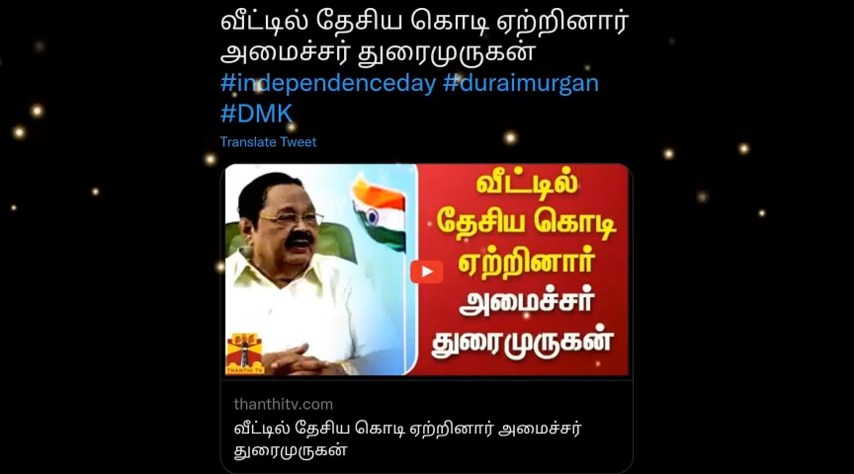 வீட்டில் தேசிய கொடி ஏற்றினார்
அமைச்சர் துரைமுருகன்
#independenceday #duraimurgan
#DMK
Translate Tweet
வீட்டில்
தேசிய கொடி
ஏற்றினார்
அமைச்சர்
துரைமுருகன்
தந்தி
THANTHI TV
thanthitv.com
வீட்டில் தேசிய கொடி ஏற்றினார் அமைச்சர்
துரைமுருகன்